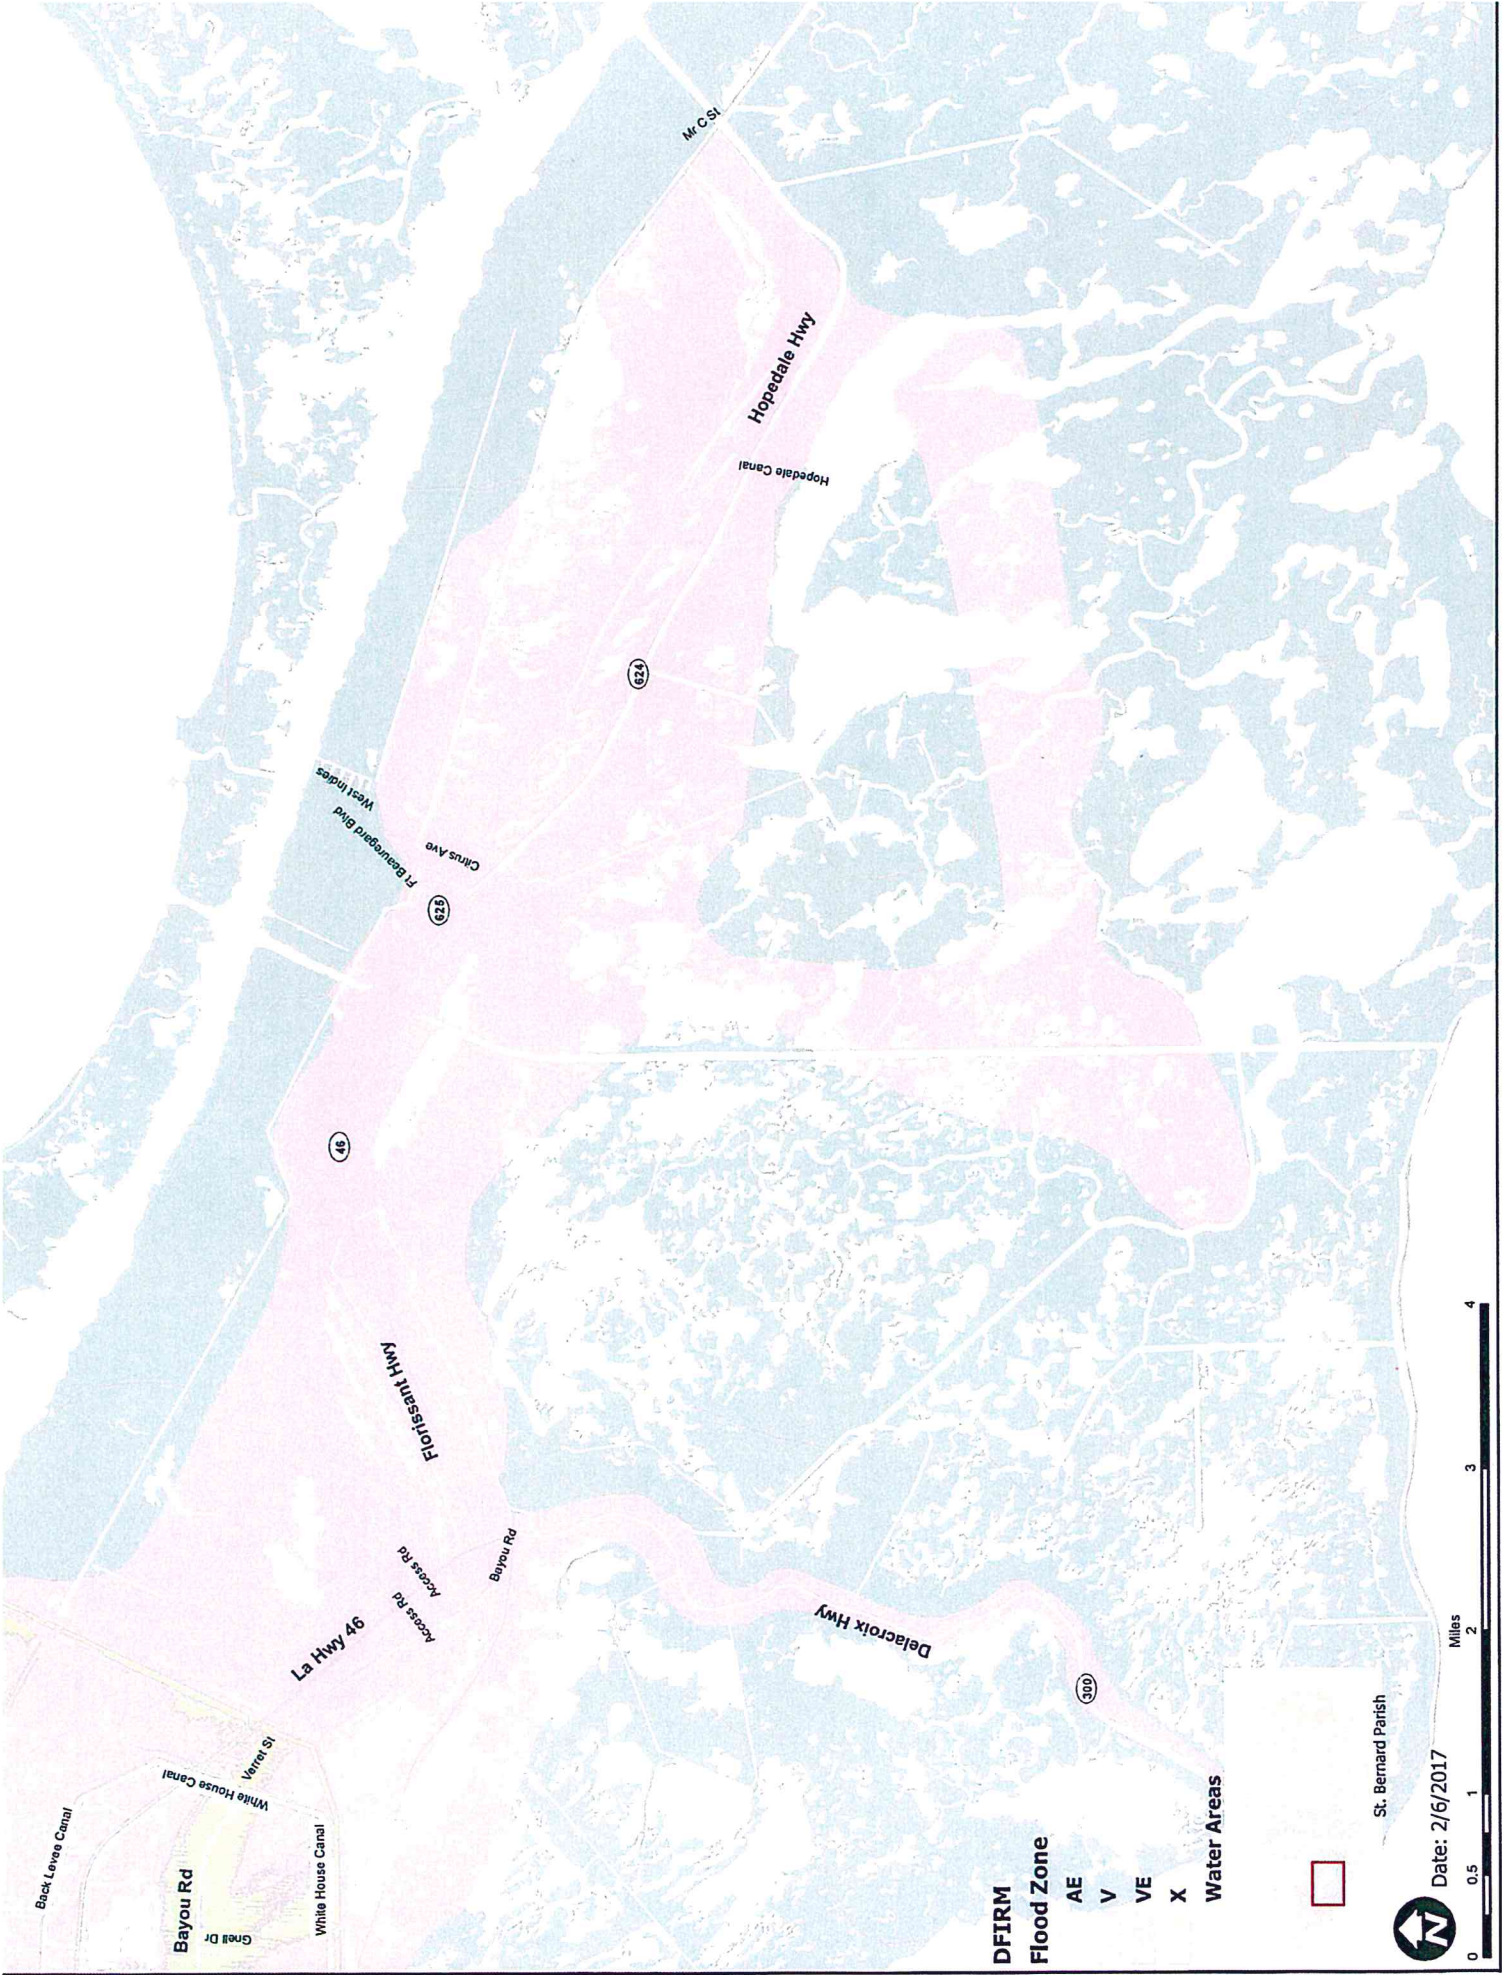 Back Levee Canal
Bayou Rd
Gnell Dr
White House Canal
White House Canal
Verret St
La Hwy 46
Access Rd
Access Rd
Bayou Rd
Florissant Hwy
46
625
Ft Beauregard Blvd
West Indies
Citrus Ave
624
Hopedale Canal
Hopedale Hwy
Mr C St
Delacroix Hwy
300
DFIRM
Flood Zone
AE
V
VE
X
Water Areas
St. Bernard Parish
N
Date: 2/6/2017
Miles
0 0.5 1 2 3 4